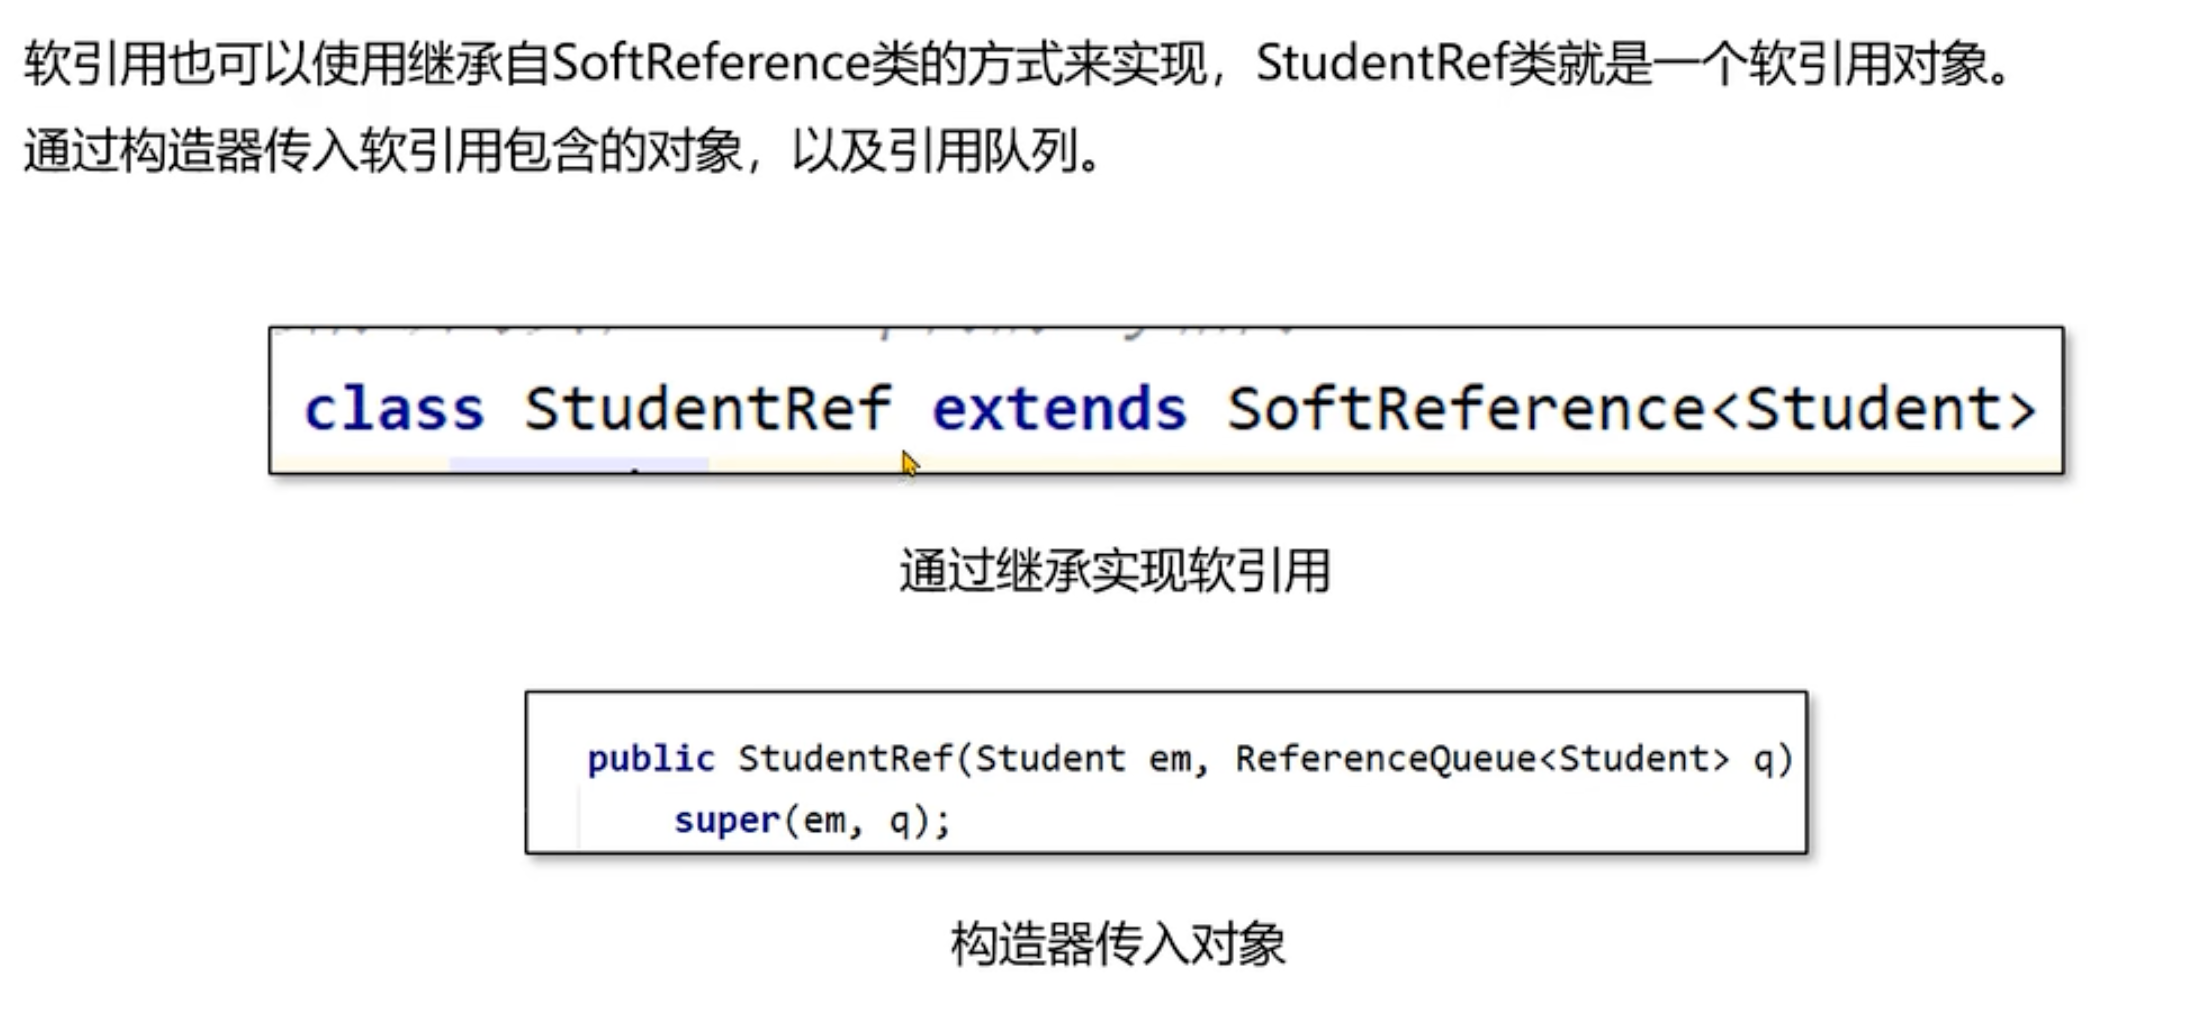 软引用也可以使用继承自SoftReference类的方式来实现，StudentRef类就是一个软引用对象。
通过构造器传入软引用包含的对象，以及引用队列。
class StudentRef extends SoftReference<Student>
通过继承实现软引用
public StudentRef(Student em, ReferenceQueue<Student> q)
super(em, q);
构造器传入对象